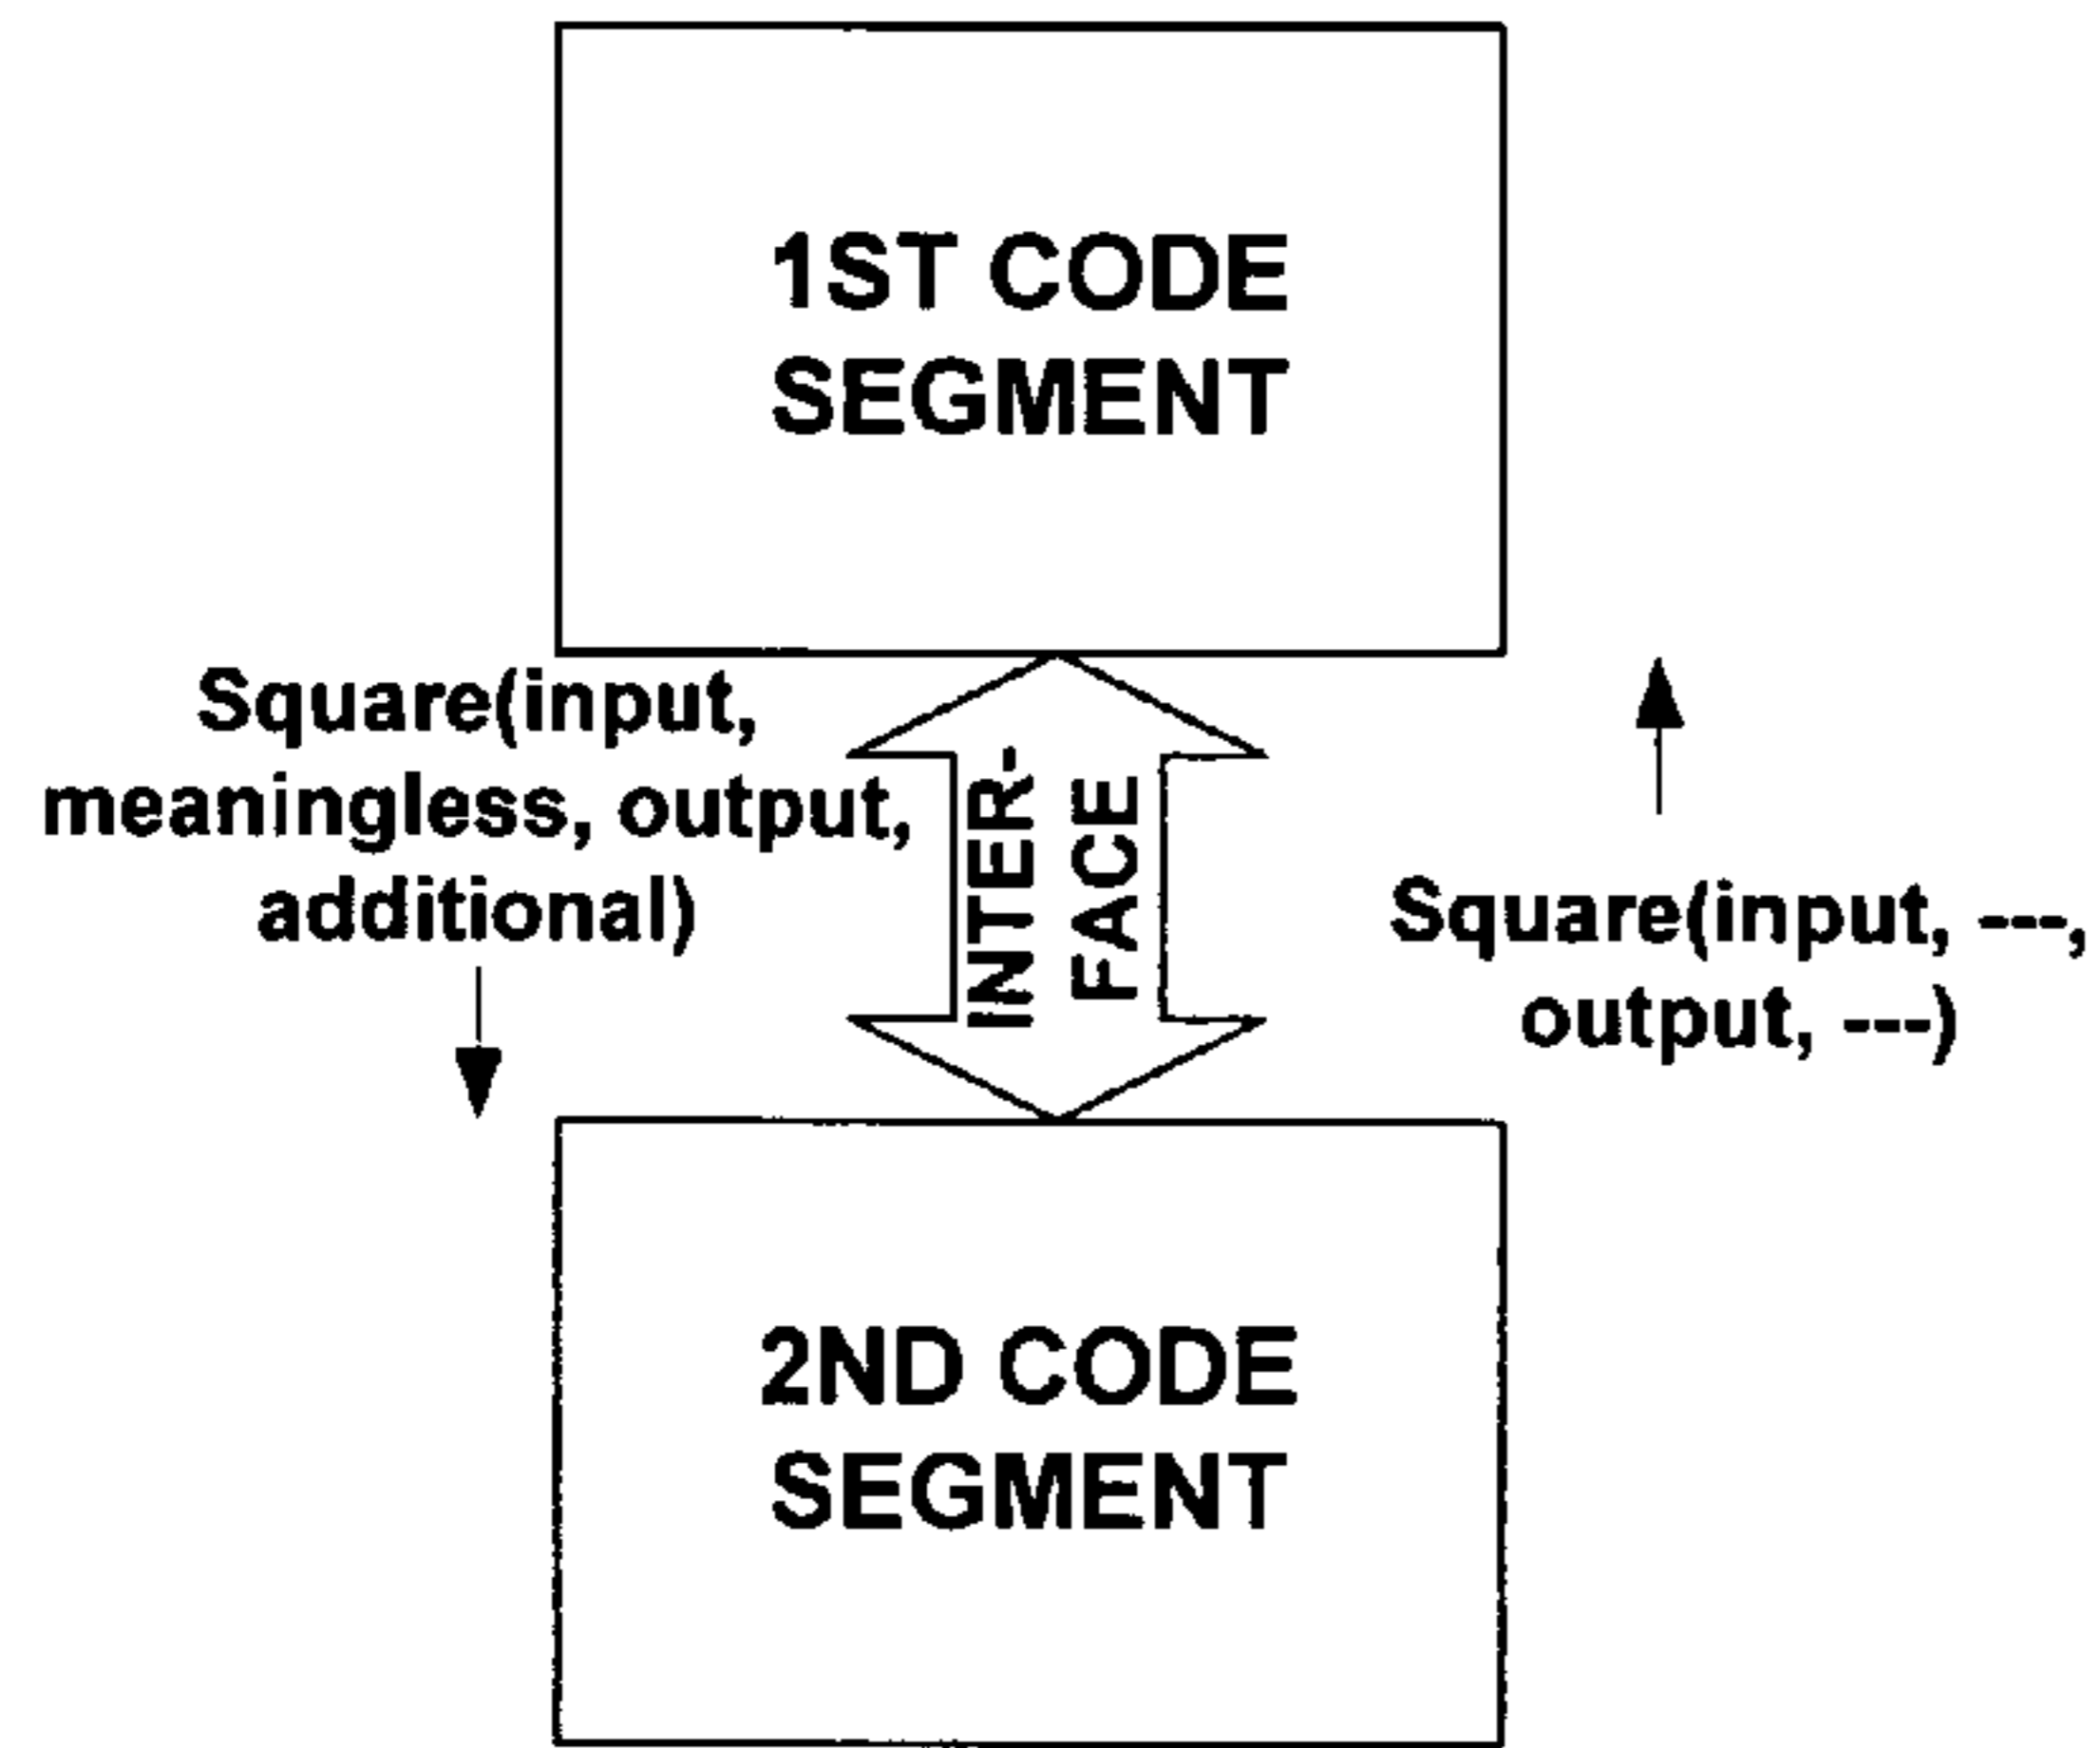 1ST CODE
SEGMENT
Square(input,
meaningless, output,
additional)
INTER-
FACE
Square(input, ---,
output, ---)
2ND CODE
SEGMENT